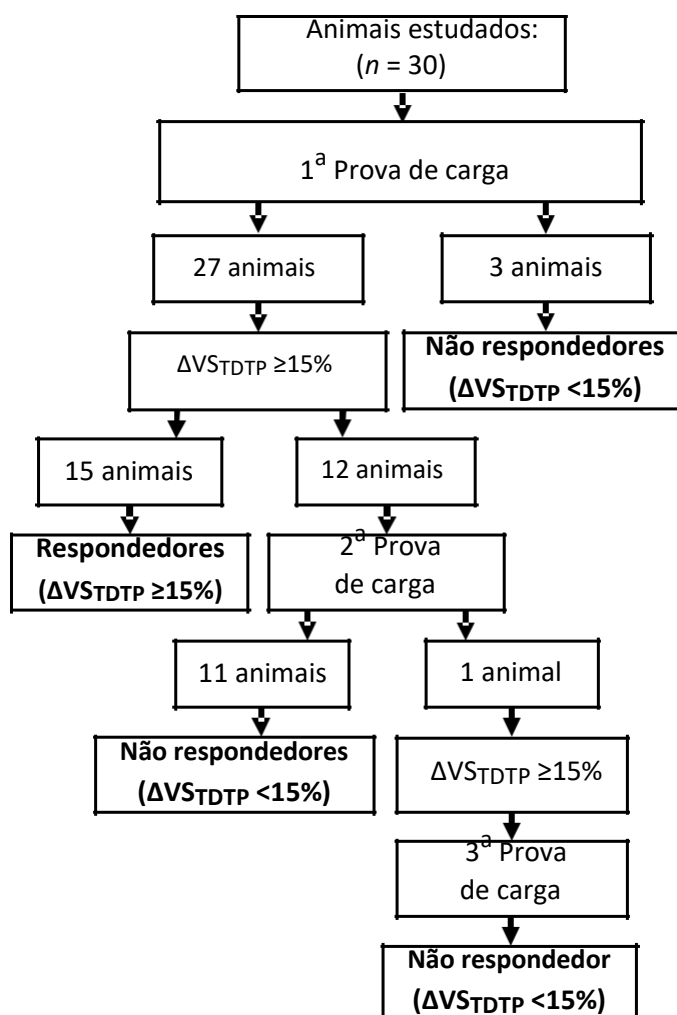 Animais estudados:
(n = 30)
1ª Prova de carga
27 animais
3 animais
ΔVSTDTP ≥15%
Não respondedores
(ΔVSTDTP <15%)
15 animais
12 animais
Respondedores
(ΔVSTDTP ≥15%)
2ª Prova
de carga
11 animais
1 animal
Não respondedores
(ΔVSTDTP <15%)
ΔVSTDTP ≥15%
3ª Prova
de carga
Não respondedor
(ΔVSTDTP <15%)